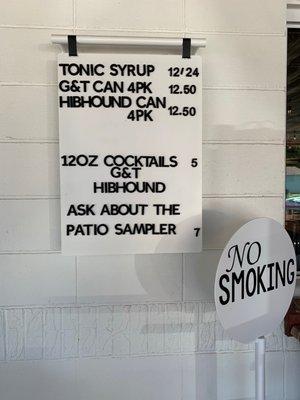 TONIC SYRUP 12/24
G&T CAN 4PK 12.50
HIBHOUND CAN
4PK 12.50
12OZ COCKTAILS 5
G&T
HIBHOUND
ASK ABOUT THE
PATIO SAMPLER 7
NO
SMOKING